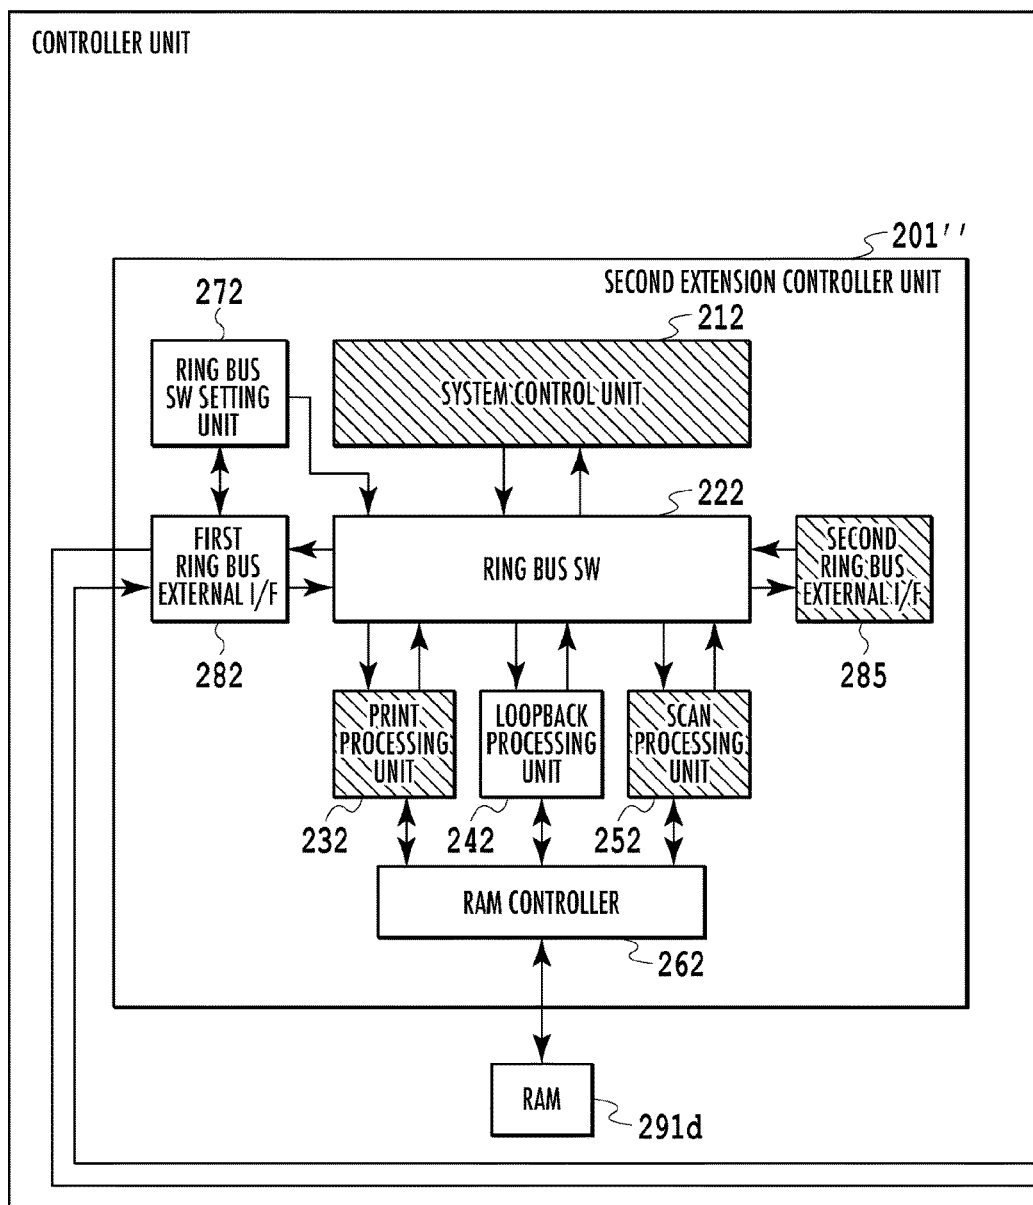 CONTROLLER UNIT
201''
SECOND EXTENSION CONTROLLER UNIT
272
212
RING BUS
SW SETTING
UNIT
SYSTEM CONTROL UNIT
222
FIRST
RING BUS
EXTERNAL I/F
RING BUS SW
SECOND
RING BUS
EXTERNAL I/F
282
285
PRINT
PROCESSING
UNIT
LOOPBACK
PROCESSING
UNIT
SCAN
PROCESSING
UNIT
232
242
252
RAM CONTROLLER
262
RAM
291d